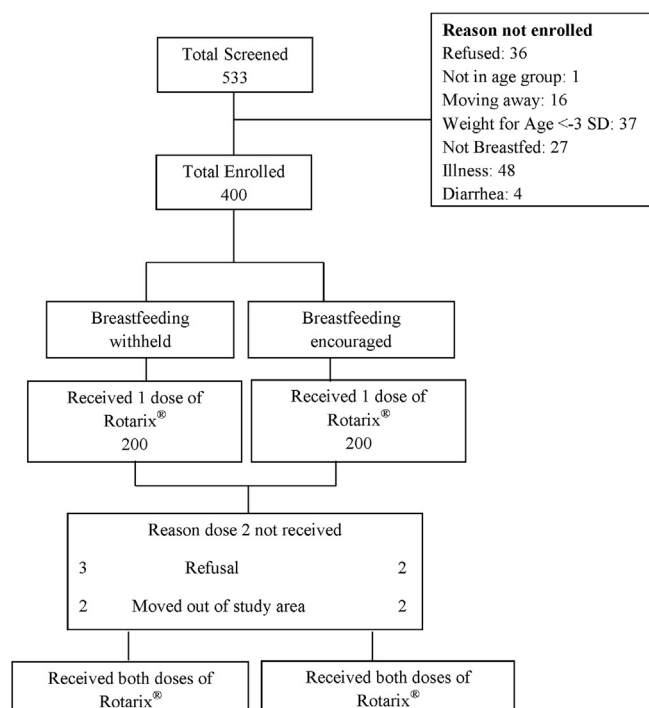 Total Screened
533
Reason not enrolled
Refused: 36
Not in age group: 1
Moving away: 16
Weight for Age <-3 SD: 37
Not Breastfed: 27
Illness: 48
Diarrhea: 4
Total Enrolled
400
Breastfeeding
withheld
Breastfeeding
encouraged
Received 1 dose of
Rotarix®
200
Received 1 dose of
Rotarix®
200
Reason dose 2 not received
3 Refusal 2
2 Moved out of study area 2
Received both doses of
Rotarix®
Received both doses of
Rotarix®